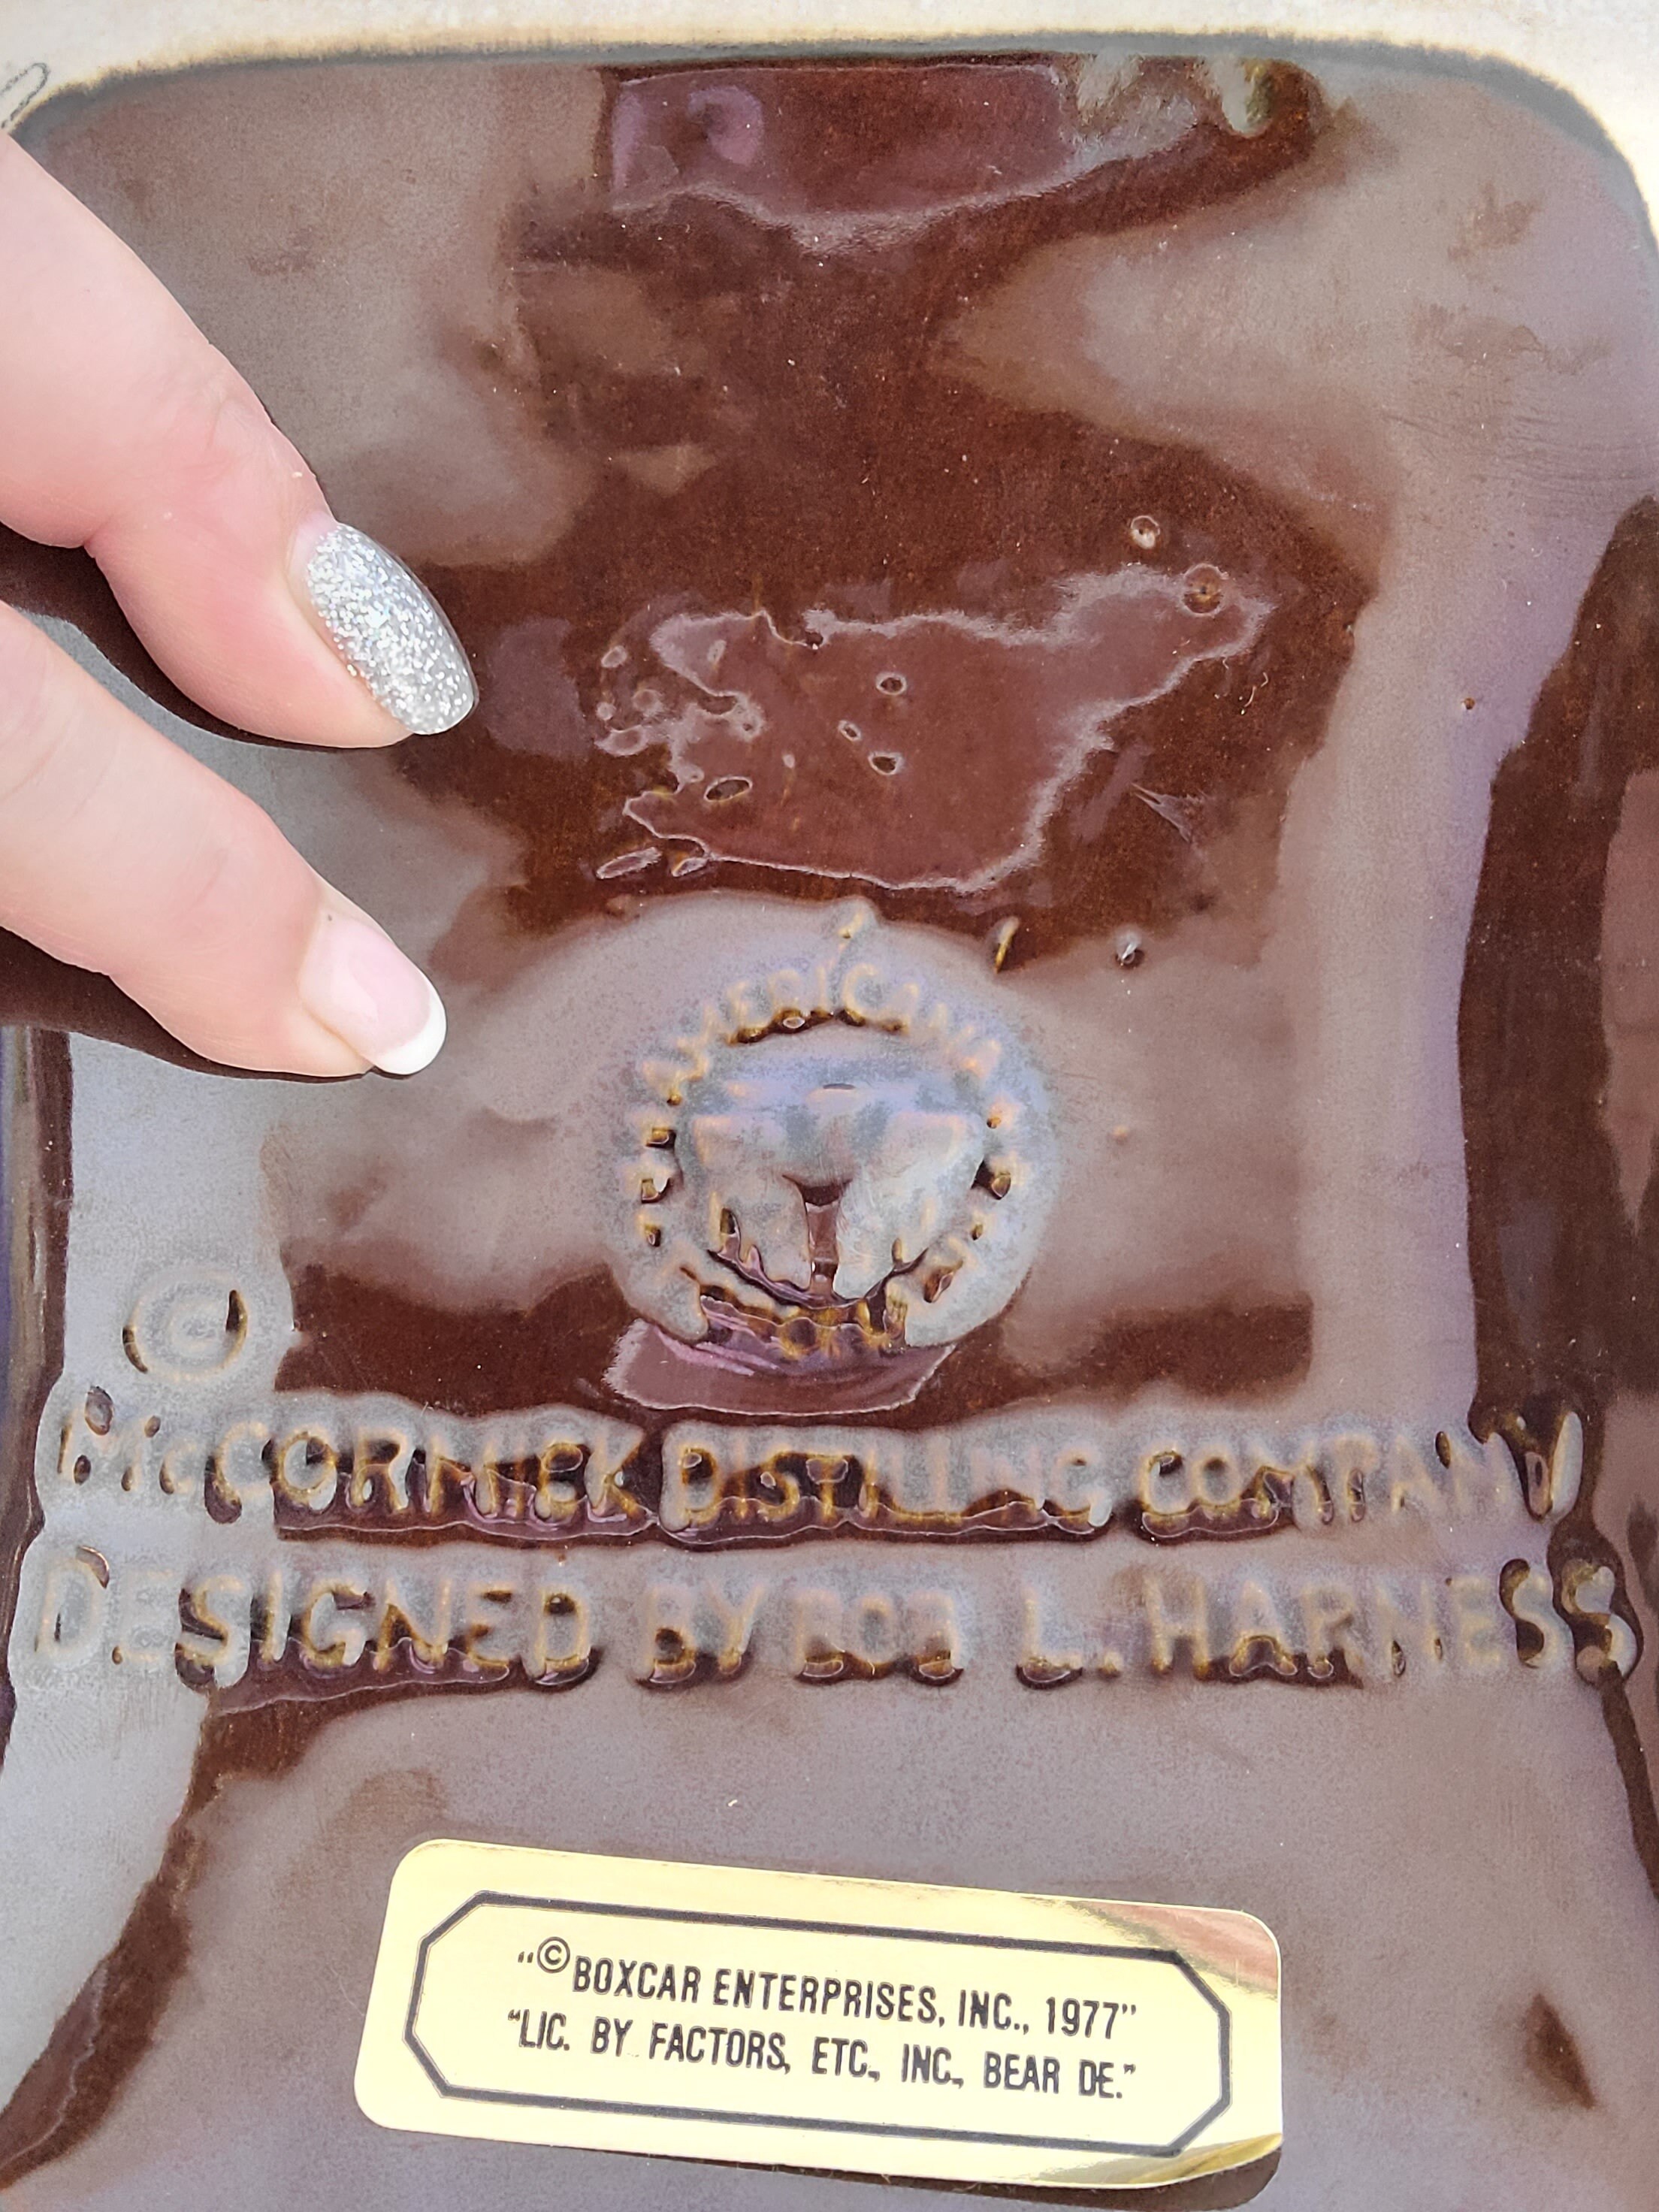 AMERICANA
©
McCORMICK DISTILLING COMPANY
DESIGNED BY BOB L. HARNESS
"©BOXCAR ENTERPRISES, INC., 1977"
"LIC. BY FACTORS, ETC., INC., BEAR DE."